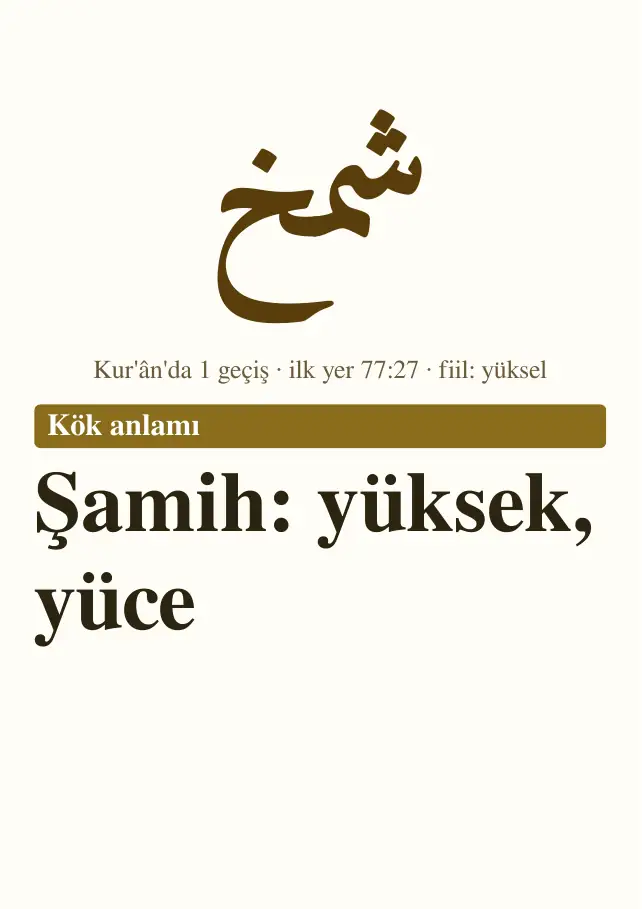 شمخ
Kur'ân'da 1 geçiş · ilk yer 77:27 · fiil: yüksel
Kök anlamı
Şamih: yüksek,
yüce